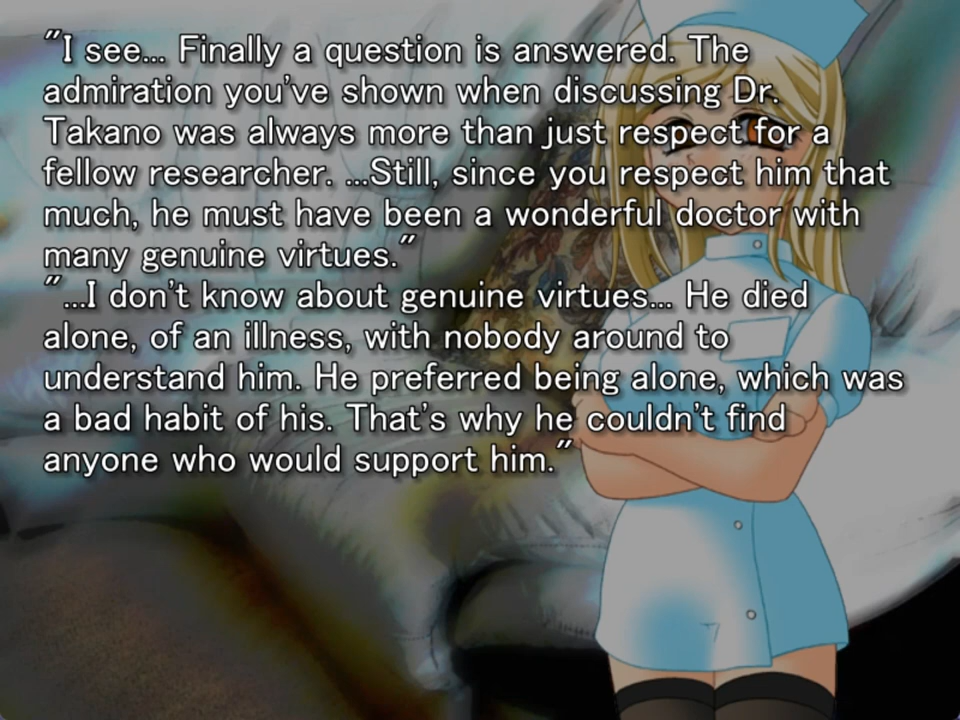 "I see... Finally a question is answered. The
admiration you've shown when discussing Dr.
Takano was always more than just respect for a
fellow researcher. ...Still, since you respect him that
much, he must have been a wonderful doctor with
many genuine virtues."
"...I don't know about genuine virtues... He died
alone, of an illness, with nobody around to
understand him. He preferred being alone, which was
a bad habit of his. That's why he couldn't find
anyone who would support him."